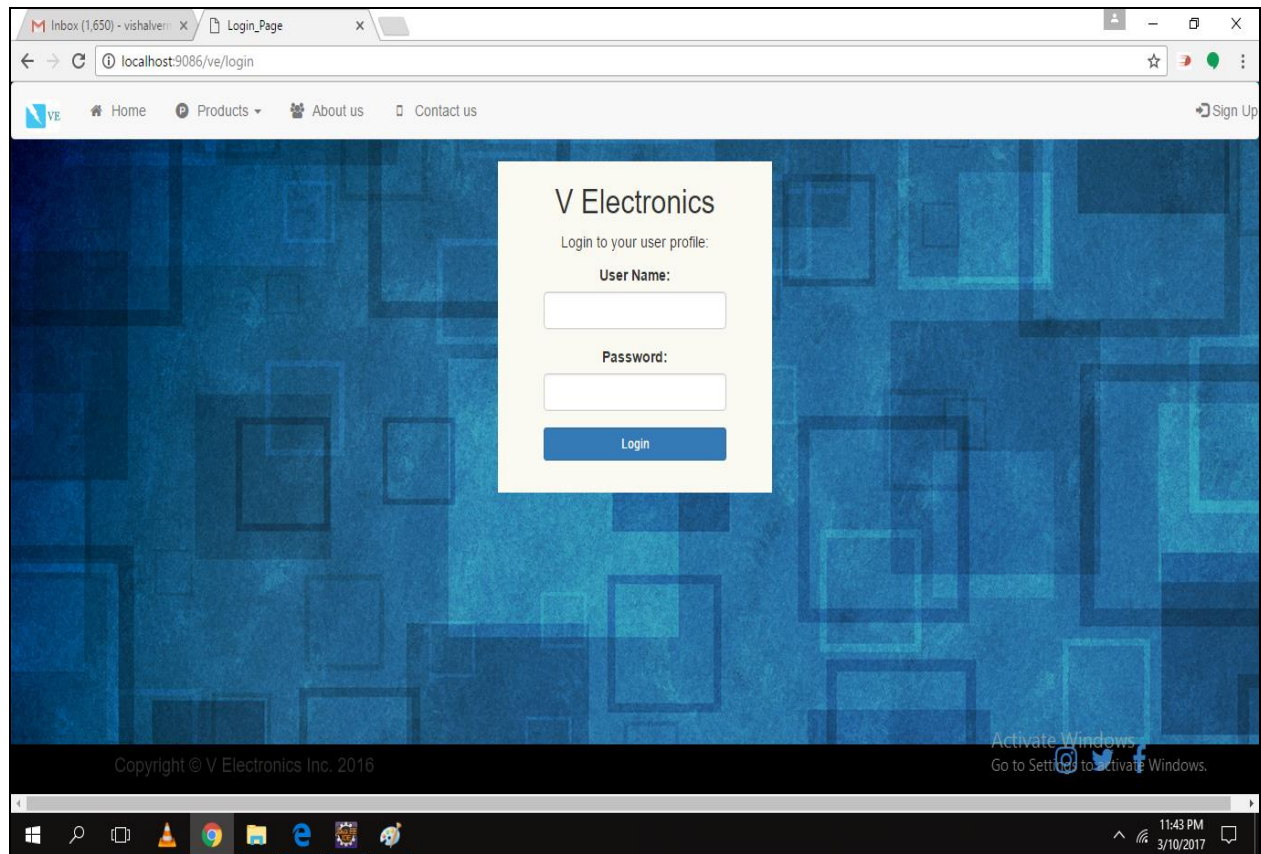 Inbox (1,650) - vishalverm
Login_Page
localhost:9086/ve/login
VE Home Products About us Contact us Sign Up
V Electronics
Login to your user profile:
User Name:
Password:
Login
Activate Windows
Go to Settings to activate Windows.
Copyright © V Electronics Inc. 2016
11:43 PM
3/10/2017